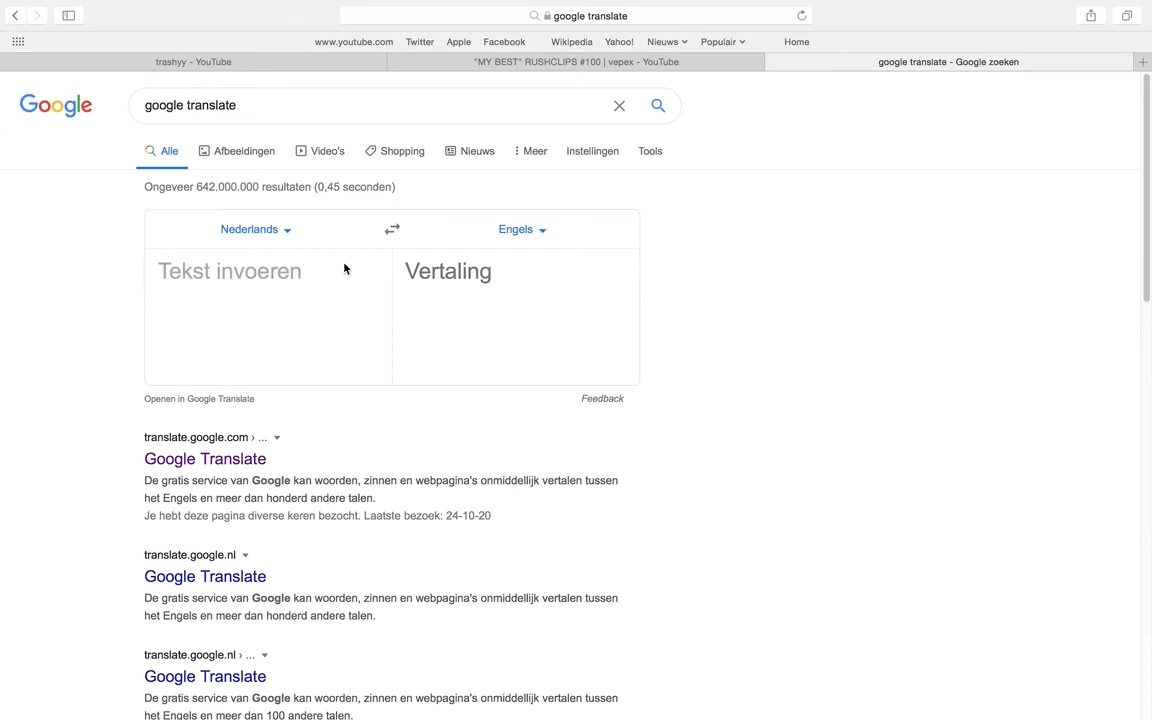 google translate
www.youtube.com Twitter Apple Facebook Wikipedia Yahoo! Nieuws Populair Home
trashyy - YouTube
"MY BEST" RUSHCLIPS #100 | vepex - YouTube
google translate - Google zoeken
Google
google translate
Alle Afbeeldingen Video's Shopping Nieuws Meer Instellingen Tools
Ongeveer 642.000.000 resultaten (0,45 seconden)
Nederlands Engels
Tekst invoeren Vertaling
Openen in Google Translate Feedback
translate.google.com › ...
Google Translate
De gratis service van Google kan woorden, zinnen en webpagina's onmiddellijk vertalen tussen
het Engels en meer dan honderd andere talen.
Je hebt deze pagina diverse keren bezocht. Laatste bezoek: 24-10-20
translate.google.nl
Google Translate
De gratis service van Google kan woorden, zinnen en webpagina's onmiddellijk vertalen tussen
het Engels en meer dan honderd andere talen.
translate.google.nl › ...
Google Translate
De gratis service van Google kan woorden, zinnen en webpagina's onmiddellijk vertalen tussen
het Engels en meer dan 100 andere talen.